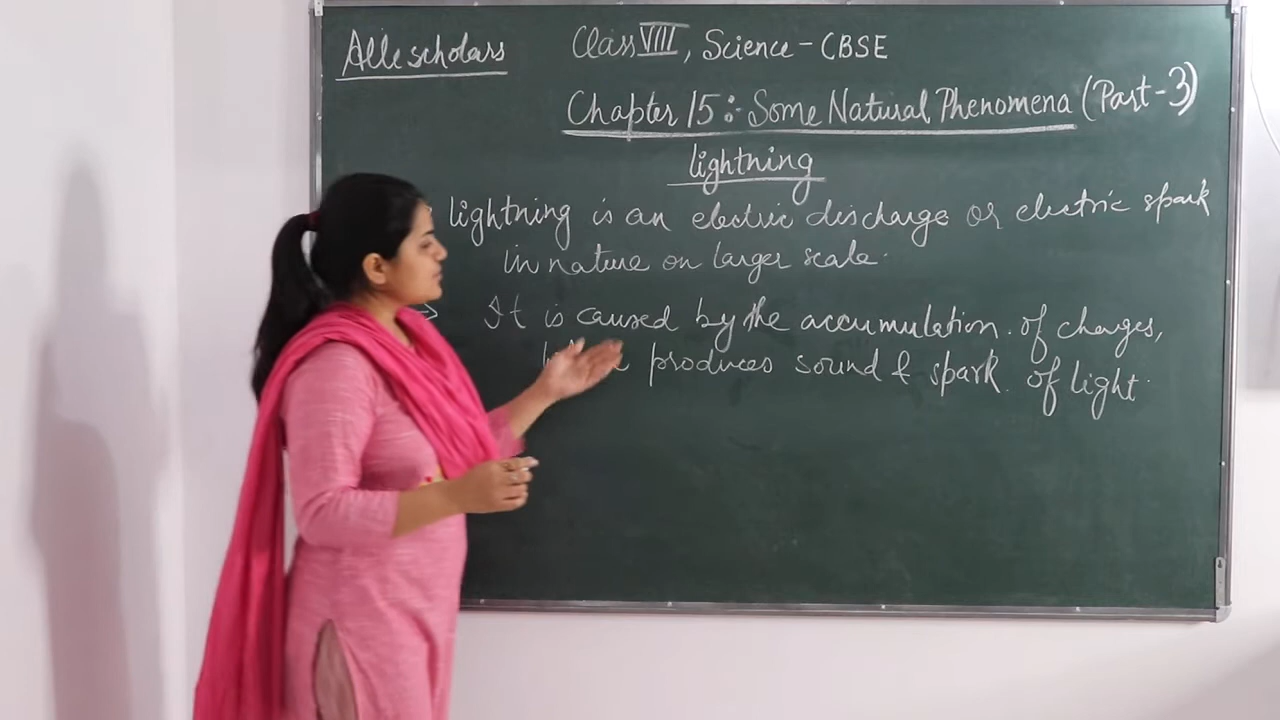 Allescholars
Class VIII, Science - CBSE
Chapter 15 :- Some Natural Phenomena (Part-3)
lightning
lightning is an electric discharge or electric spark
in nature on larger scale.
→ It is caused by the accumulation. of charges,
produces sound & spark. of light.